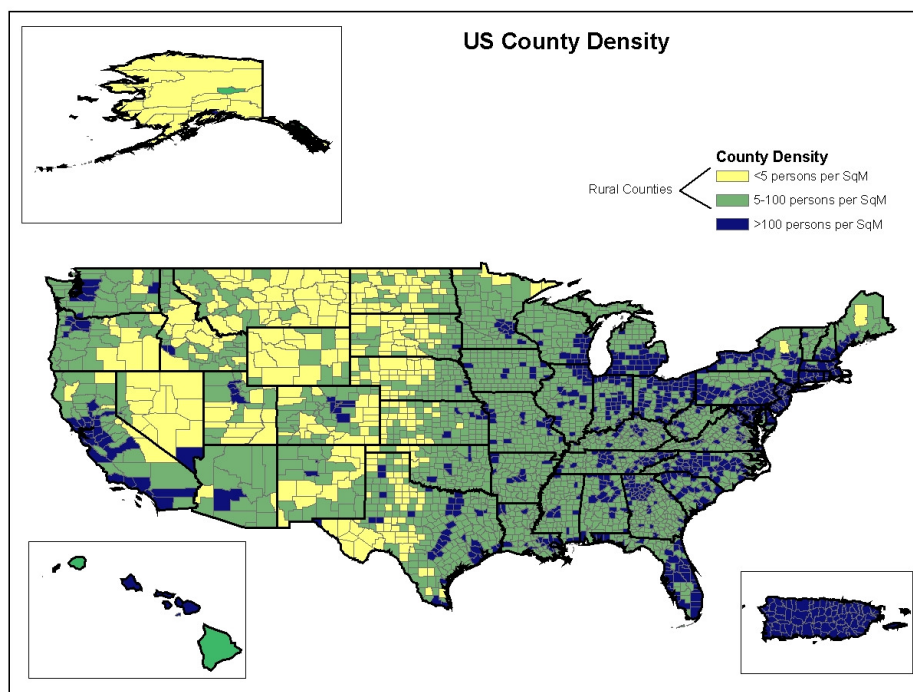 US County Density
County Density
Rural Counties
<5 persons per SqM
5-100 persons per SqM
>100 persons per SqM